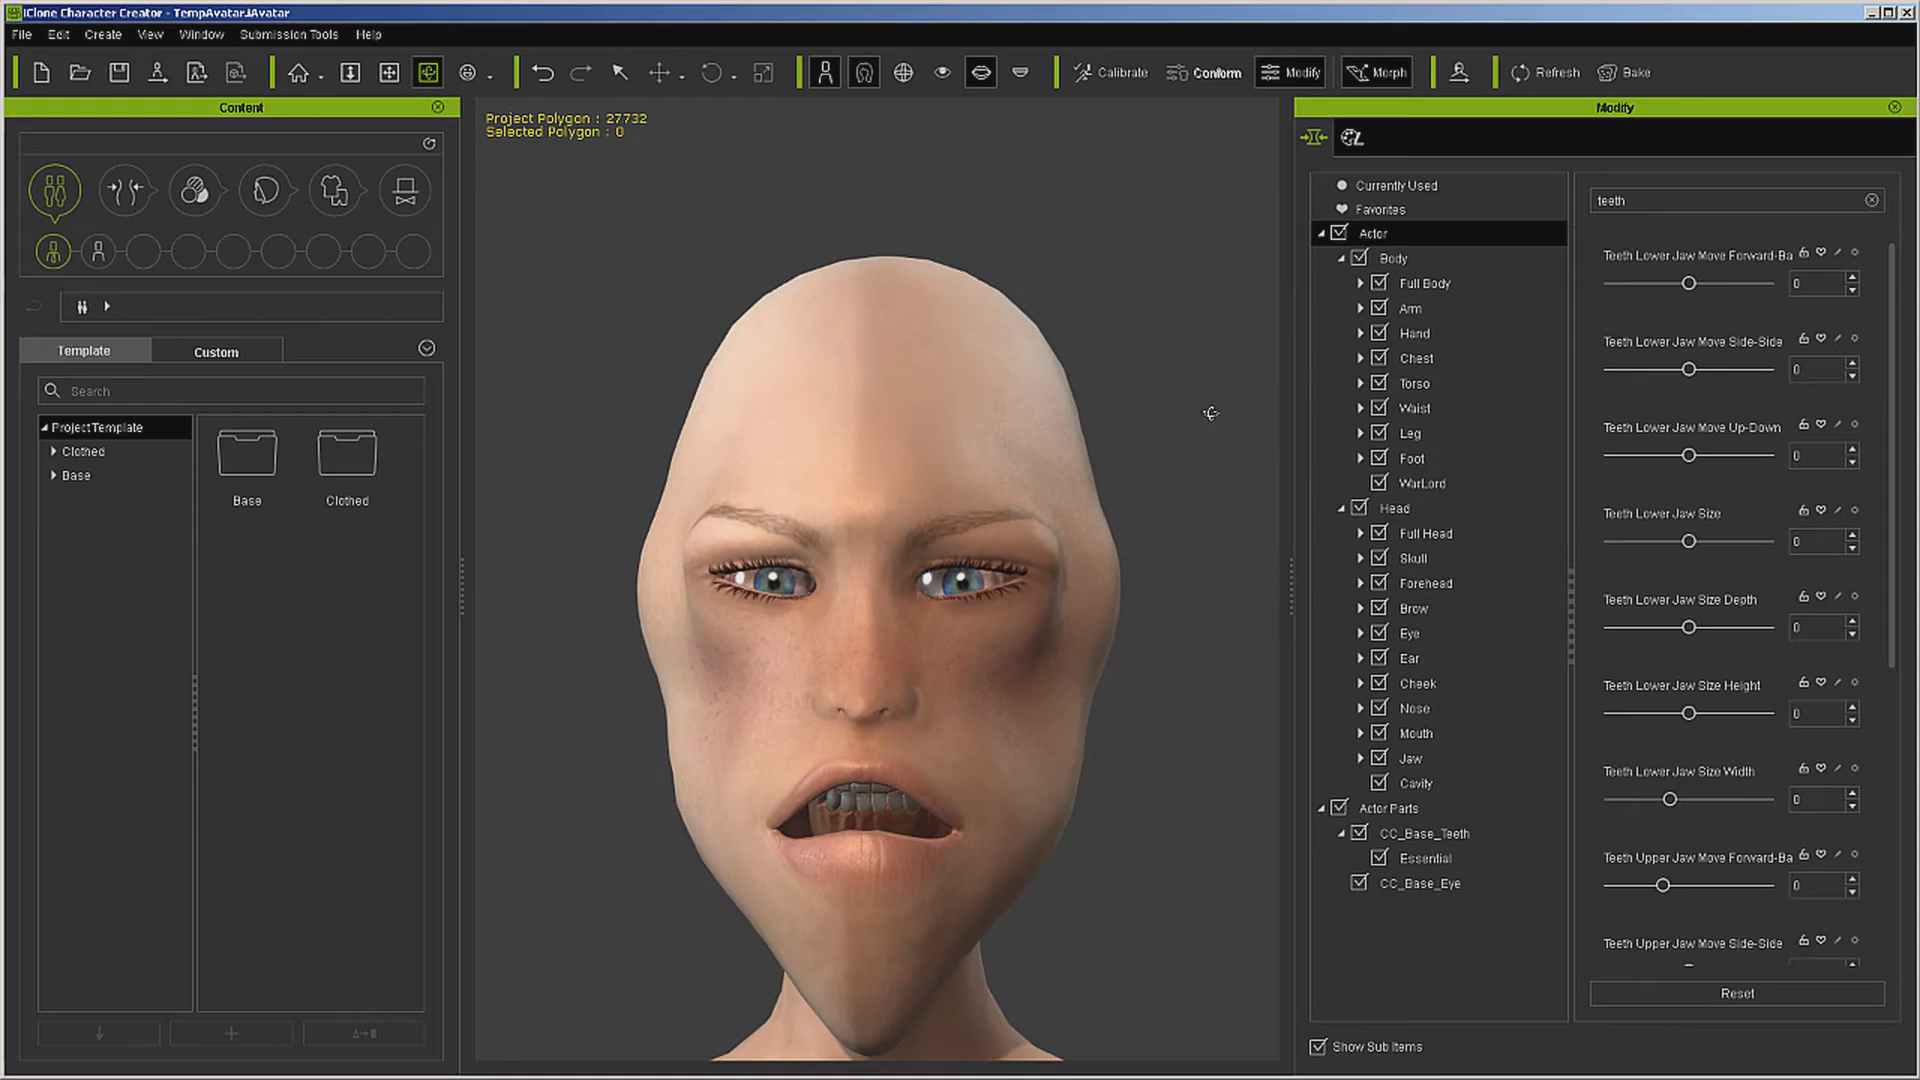 iClone Character Creator - TempAvatar.iAvatar
File Edit Create View Window Submission Tools Help
Calibrate Conform Modify Morph Refresh Bake
Content
Template Custom
Search
ProjectTemplate
Clothed
Base
Base Clothed
Project Polygon : 27732
Selected Polygon : 0
Modify
Currently Used
Favorites
Actor
Body
Full Body
Arm
Hand
Chest
Torso
Waist
Leg
Foot
WarLord
Head
Full Head
Skull
Forehead
Brow
Eye
Ear
Cheek
Nose
Mouth
Jaw
Cavity
Actor Parts
CC_Base_Teeth
Essential
CC_Base_Eye
Show Sub Items
teeth
Teeth Lower Jaw Move Forward-Ba
0
Teeth Lower Jaw Move Side-Side
0
Teeth Lower Jaw Move Up-Down
0
Teeth Lower Jaw Size
0
Teeth Lower Jaw Size Depth
0
Teeth Lower Jaw Size Height
0
Teeth Lower Jaw Size Width
0
Teeth Upper Jaw Move Forward-Ba
0
Teeth Upper Jaw Move Side-Side
Reset